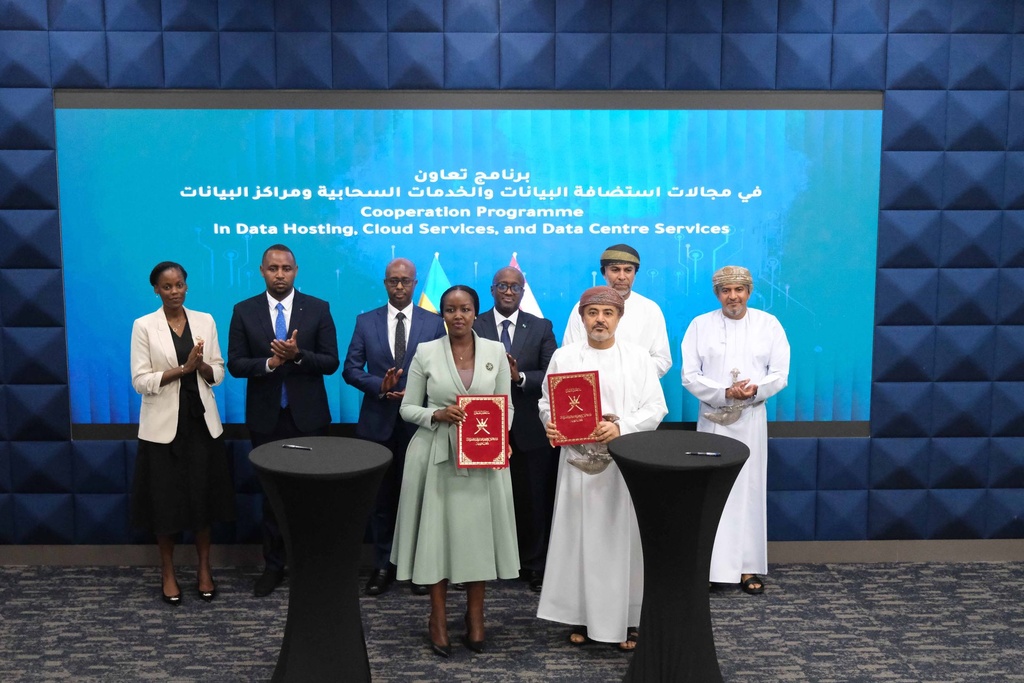 برنامج تعاون
في مجالات استضافة البيانات والخدمات السحابية ومراكز البيانات
Cooperation Programme
In Data Hosting, Cloud Services, and Data Centre Services